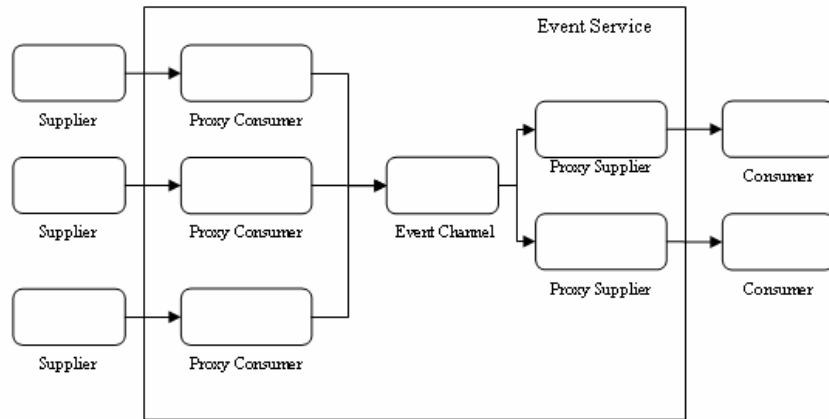 Event Service
Supplier
Proxy Consumer
Proxy Supplier
Consumer
Supplier
Proxy Consumer
Event Channel
Proxy Supplier
Consumer
Supplier
Proxy Consumer